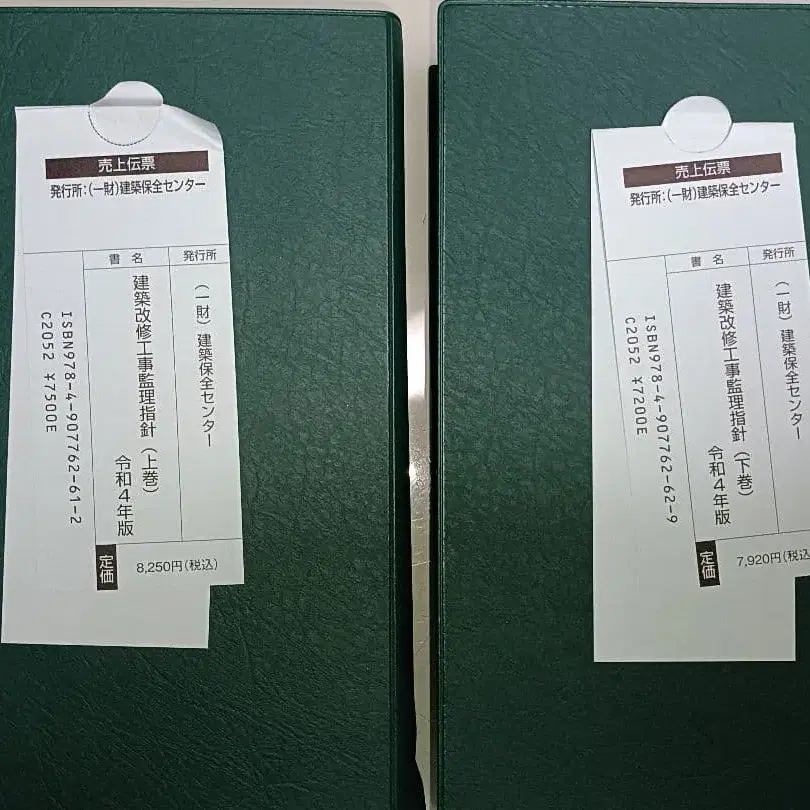 売上伝票
発行所:(一財)建築保全センター
発行所
(一財)建築保全センター
書名
建築改修工事監理指針(上巻)
令和4年版
ISBN978-4-907762-61-2
C2052 ¥7500E
定価
8,250円(税込)
売上伝票
発行所:(一財)建築保全センター
発行所
(一財)建築保全センター
書名
建築改修工事監理指針(下巻)
令和4年版
ISBN978-4-907762-62-9
C2052 ¥7200E
定価
7,920円(税込